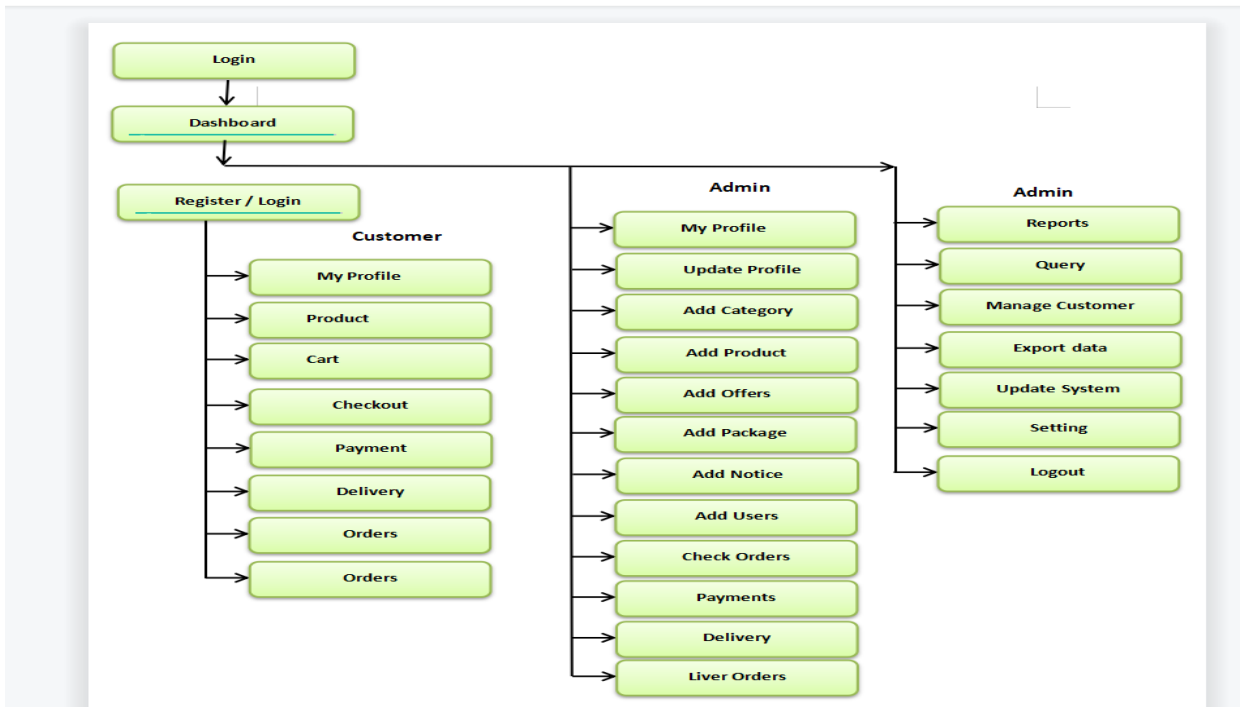 Login
Dashboard
Register / Login
Customer
My Profile
Product
Cart
Checkout
Payment
Delivery
Orders
Orders
Admin
My Profile
Update Profile
Add Category
Add Product
Add Offers
Add Package
Add Notice
Add Users
Check Orders
Payments
Delivery
Liver Orders
Admin
Reports
Query
Manage Customer
Export data
Update System
Setting
Logout